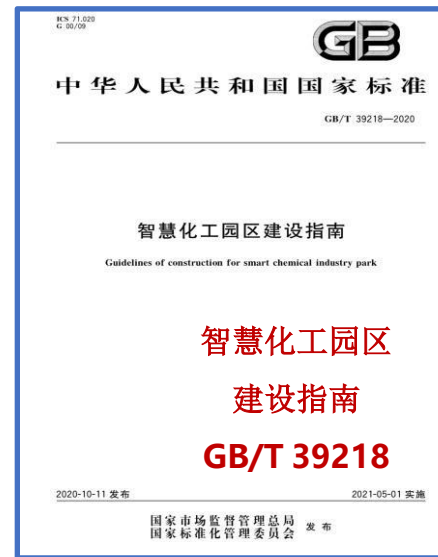 ICS 71.020
G 00/09
GB
中华人民共和国国家标准
GB/T 39218—2020
智慧化工园区建设指南
Guidelines of construction for smart chemical industry park
智慧化工园区
建设指南
GB/T 39218
2020-10-11 发布
2021-05-01 实施
国家市场监督管理总局
国家标准化管理委员会
发布